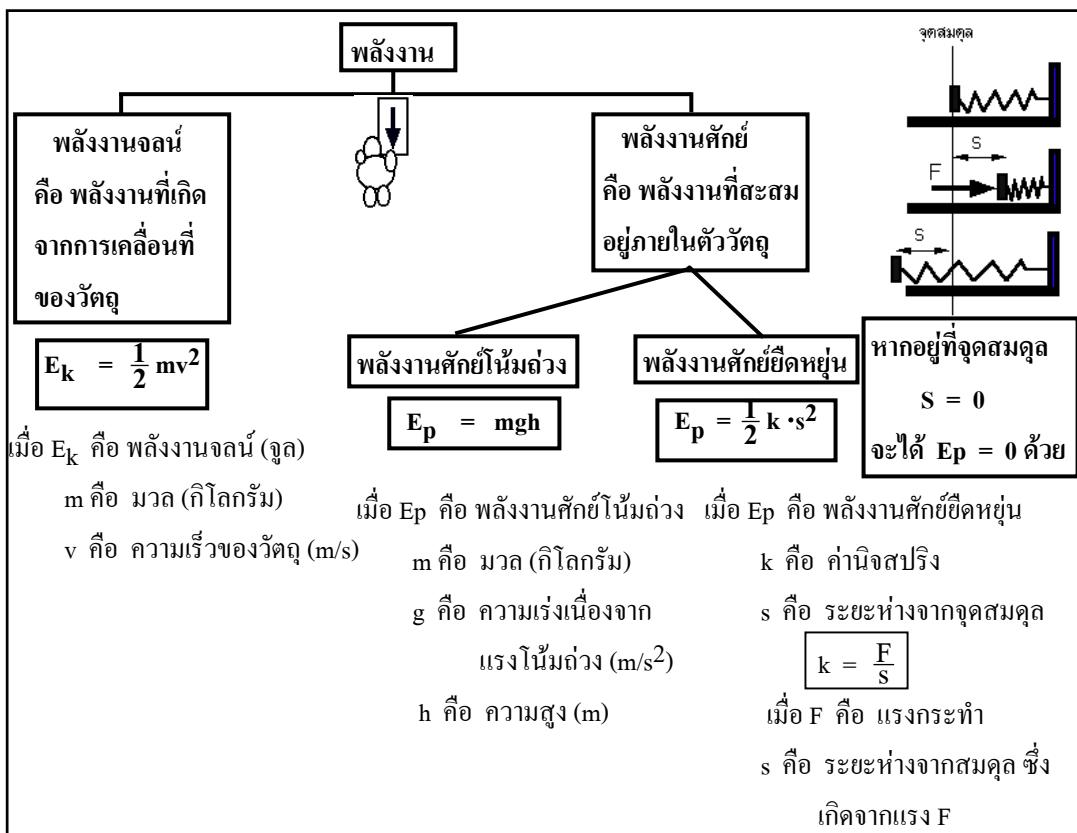 พลังงาน
พลังงานจลน์
คือ พลังงานที่เกิด
จากการเคลื่อนที่
ของวัตถุ
E_k = 1/2 mv²
เมื่อ E_k คือ พลังงานจลน์ (จูล)
m คือ มวล (กิโลกรัม)
v คือ ความเร็วของวัตถุ (m/s)
พลังงานศักย์
คือ พลังงานที่สะสม
อยู่ภายในตัววัตถุ
พลังงานศักย์โน้มถ่วง
E_p = mgh
เมื่อ Ep คือ พลังงานศักย์โน้มถ่วง
m คือ มวล (กิโลกรัม)
g คือ ความเร่งเนื่องจาก
แรงโน้มถ่วง (m/s²)
h คือ ความสูง (m)
พลังงานศักย์ยืดหยุ่น
E_p = 1/2 k·s²
เมื่อ Ep คือ พลังงานศักย์ยืดหยุ่น
k คือ ค่านิจสปริง
s คือ ระยะห่างจากจุดสมดุล
k = F/s
เมื่อ F คือ แรงกระทำ
s คือ ระยะห่างจากสมดุล ซึ่ง
เกิดจากแรง F
จุดสมดุล
S
F
S
หากอยู่ที่จุดสมดุล
S = 0
จะได้ Ep = 0 ด้วย